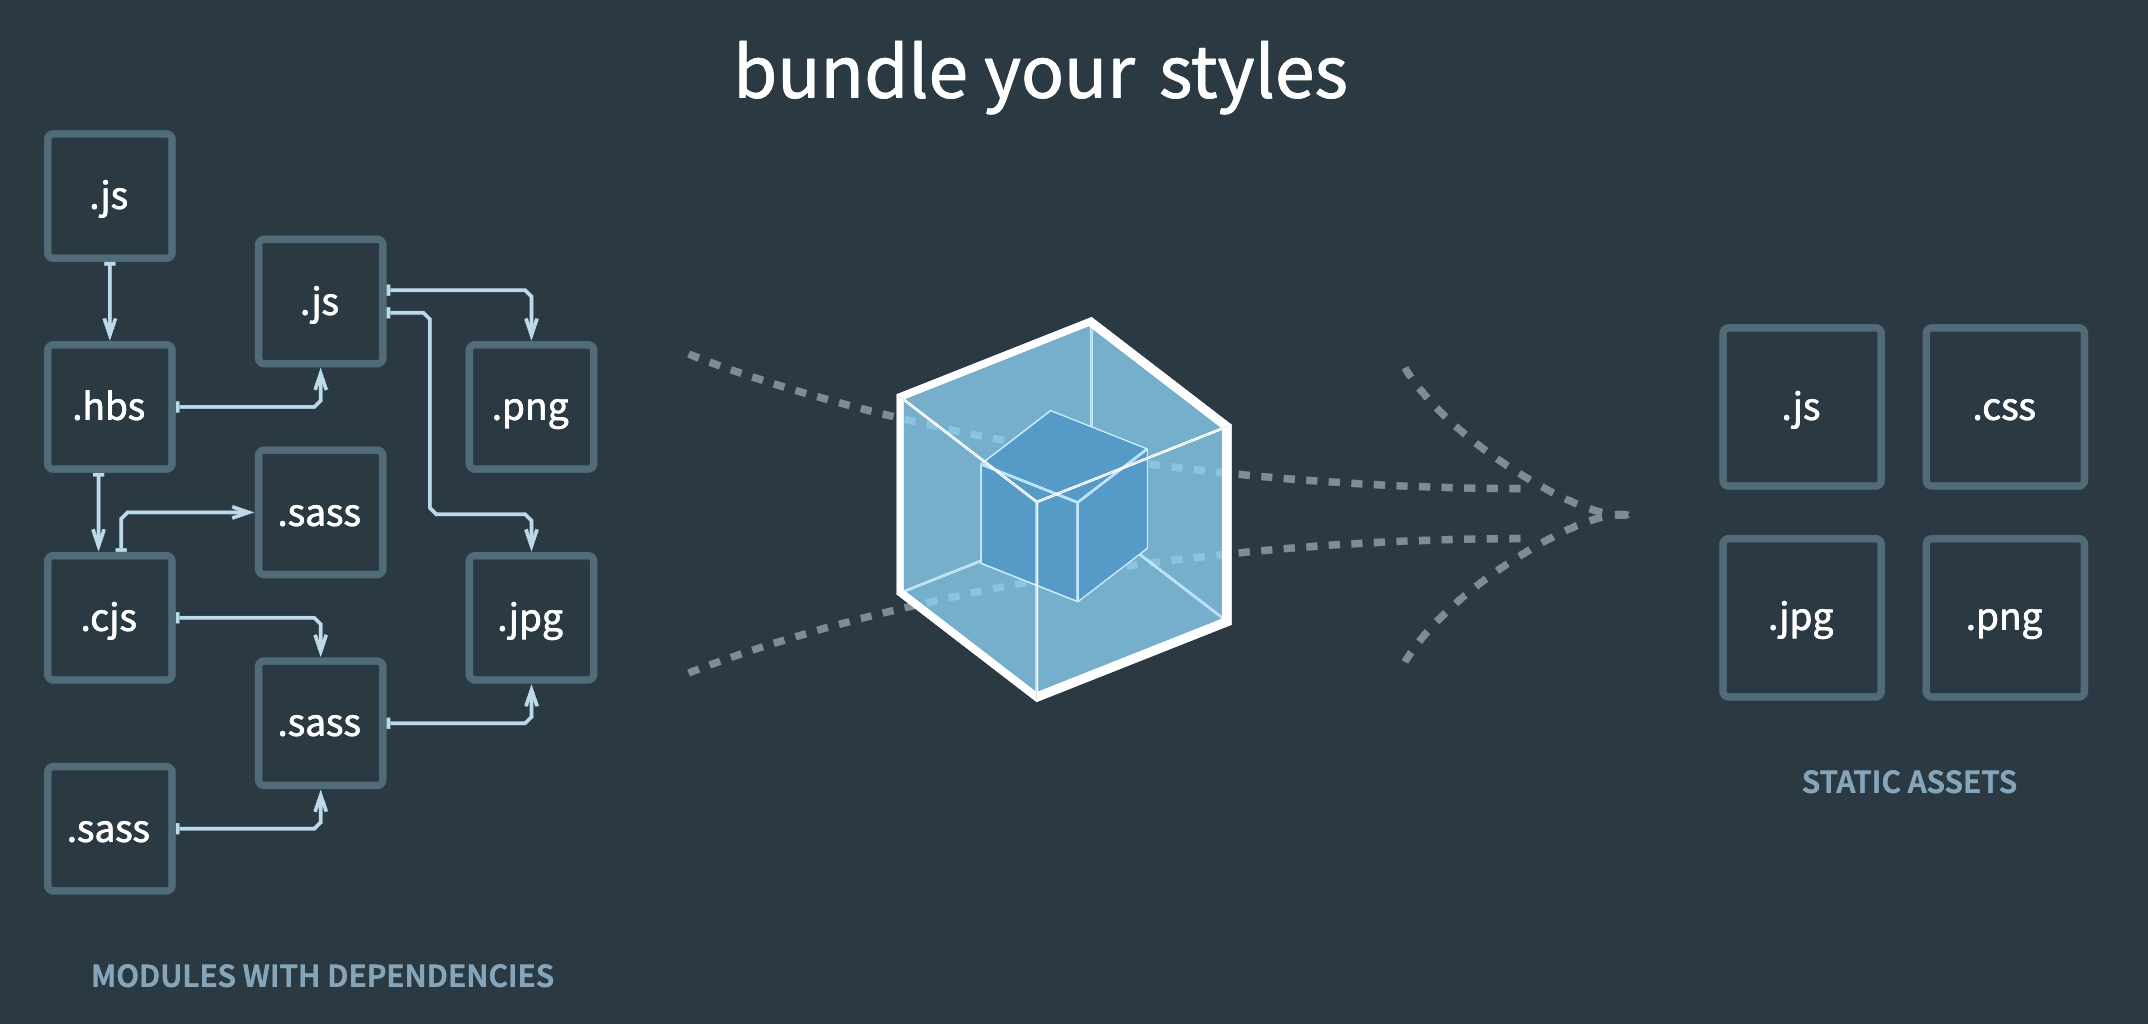 bundle your styles
.js
.js
.hbs
.png
.sass
.cjs
.jpg
.sass
.sass
MODULES WITH DEPENDENCIES
.js
.css
.jpg
.png
STATIC ASSETS